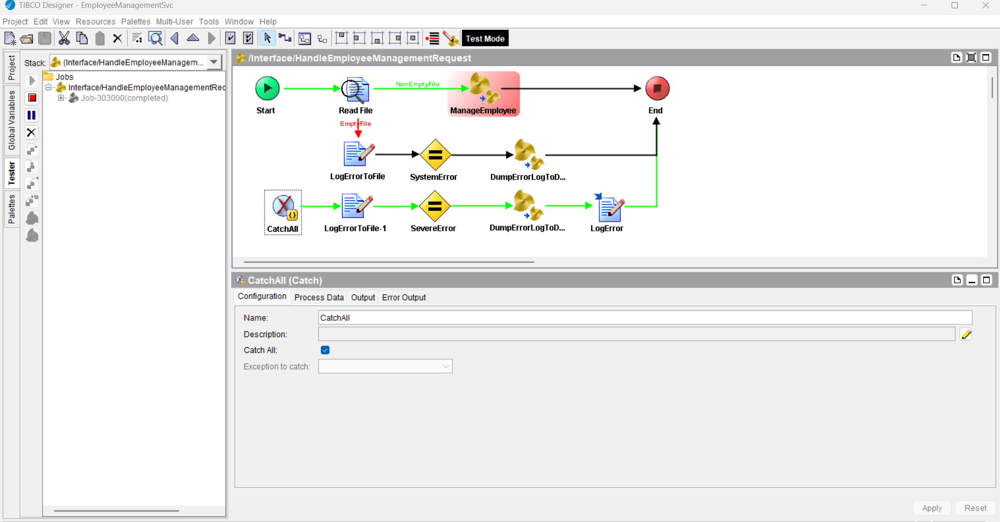 TIBCO Designer - EmployeeManagementSvc
Project Edit View Resources Palettes Multi-User Tools Window Help
Test Mode
Project
Global Variables
Tester
Palettes
Stack: (Interface/HandleEmployeeManagem...
Jobs
Interface/HandleEmployeeManagementRec
Job-303000(completed)
/Interface/HandleEmployeeManagementRequest
NonEmptyFile
Start
Read File
ManageEmployee
End
EmptyFile
LogErrorToFile
SystemError
DumpErrorLogToD...
CatchAll
LogErrorToFile-1
SevereError
DumpErrorLogToD...
LogError
CatchAll (Catch)
Configuration Process Data Output Error Output
Name: CatchAll
Description:
Catch All:
Exception to catch:
Apply Reset